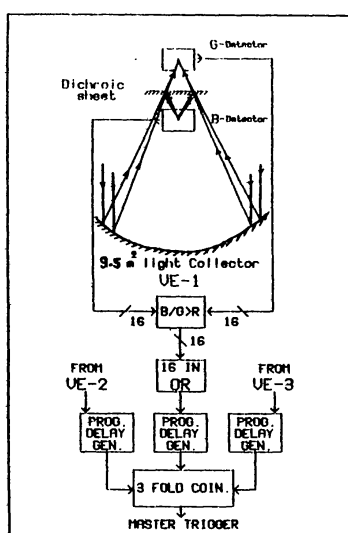 G-Detector
Dichroic
sheet
B-Detector
9.5 m² light Collector
VE-1
16
B/G>R
16
16
16 IN
OR
FROM
VE-2
FROM
VE-3
PROG.
DELAY
GEN.
PROG.
DELAY
GEN.
PROG.
DELAY
GEN.
3 FOLD COIN.
MASTER TRIGGER